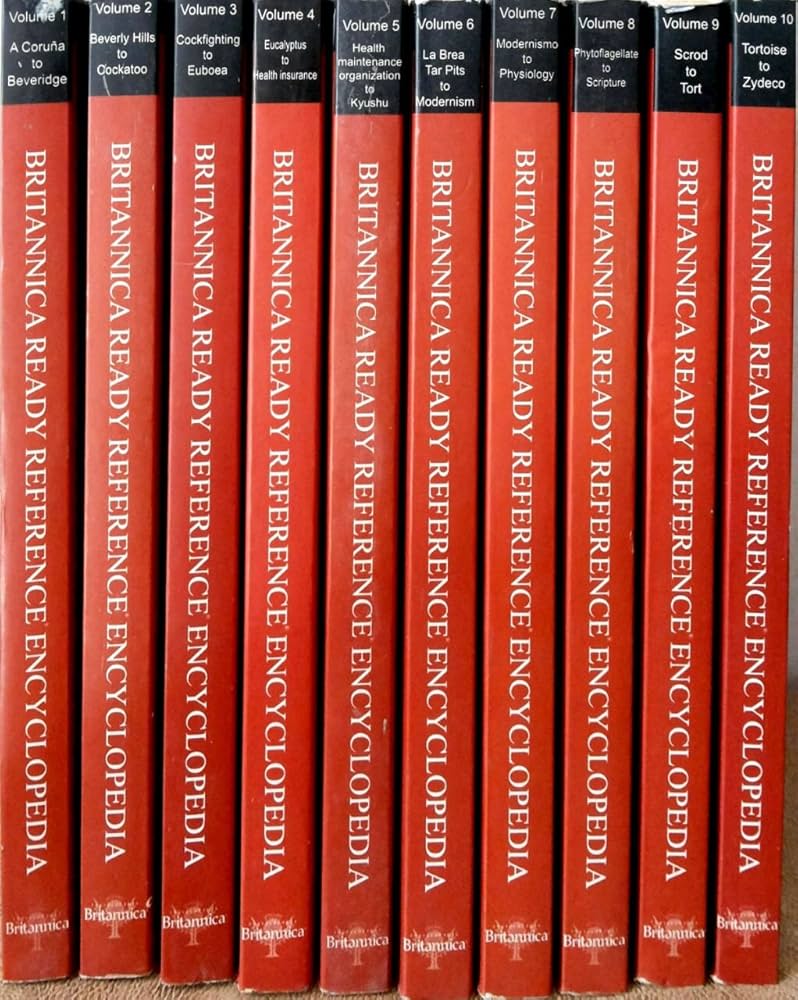 Volume 1
A Coruña
to
Beveridge
BRITANNICA READY REFERENCE ENCYCLOPEDIA
Britannica
Volume 2
Beverly Hills
to
Cockatoo
BRITANNICA READY REFERENCE ENCYCLOPEDIA
Britannica
Volume 3
Cockfighting
to
Euboea
BRITANNICA READY REFERENCE ENCYCLOPEDIA
Britannica
Volume 4
Eucalyptus
to
Health insurance
BRITANNICA READY REFERENCE ENCYCLOPEDIA
Britannica
Volume 5
Health
maintenance
organization
to
Kyushu
BRITANNICA READY REFERENCE ENCYCLOPEDIA
Britannica
Volume 6
La Brea
Tar Pits
to
Modernism
BRITANNICA READY REFERENCE ENCYCLOPEDIA
Britannica
Volume 7
Modernismo
to
Physiology
BRITANNICA READY REFERENCE ENCYCLOPEDIA
Britannica
Volume 8
Phytoflagellate
to
Scripture
BRITANNICA READY REFERENCE ENCYCLOPEDIA
Britannica
Volume 9
Scrod
to
Tort
BRITANNICA READY REFERENCE ENCYCLOPEDIA
Britannica
Volume 10
Tortoise
to
Zydeco
BRITANNICA READY REFERENCE ENCYCLOPEDIA
Britannica